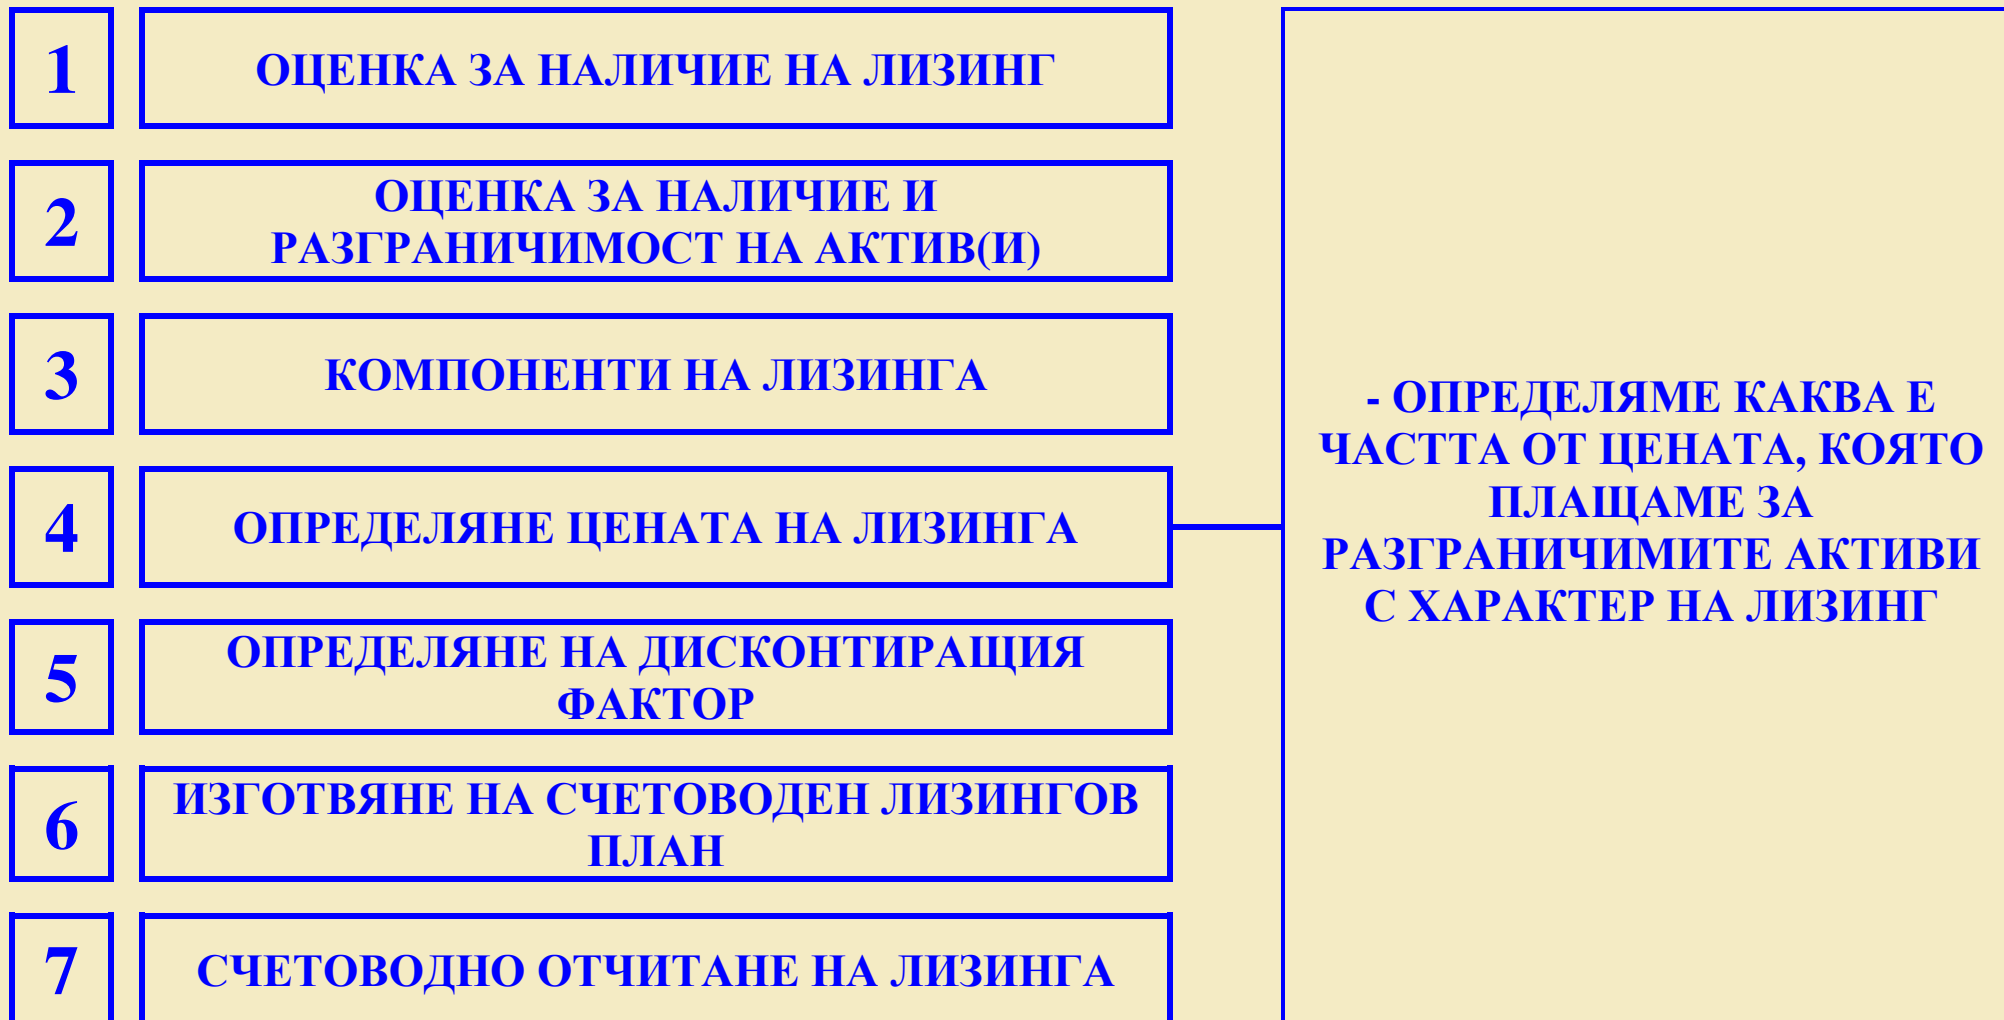 1
ОЦЕНКА ЗА НАЛИЧИЕ НА ЛИЗИНГ
2
ОЦЕНКА ЗА НАЛИЧИЕ И
РАЗГРАНИЧИМОСТ НА АКТИВ(И)
3
КОМПОНЕНТИ НА ЛИЗИНГА
4
ОПРЕДЕЛЯНЕ ЦЕНАТА НА ЛИЗИНГА
5
ОПРЕДЕЛЯНЕ НА ДИСКОНТИРАЩИЯ
ФАКТОР
6
ИЗГОТВЯНЕ НА СЧЕТОВОДЕН ЛИЗИНГОВ
ПЛАН
7
СЧЕТОВОДНО ОТЧИТАНЕ НА ЛИЗИНГА
- ОПРЕДЕЛЯМЕ КАКВА Е
ЧАСТТА ОТ ЦЕНАТА, КОЯТО
ПЛАЩАМЕ ЗА
РАЗГРАНИЧИМИТЕ АКТИВИ
С ХАРАКТЕР НА ЛИЗИНГ